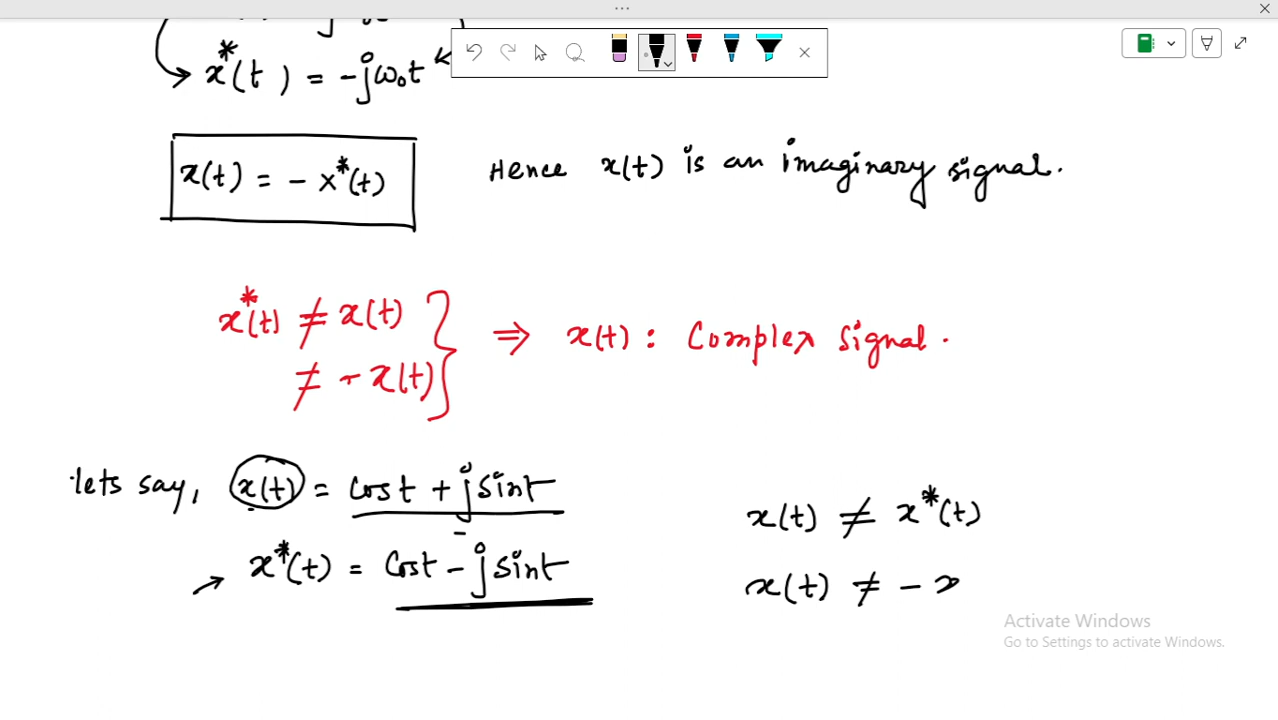 x*(t) = -jω₀t
x(t) = - x*(t)
Hence x(t) is an imaginary signal.
x*(t) ≠ x(t)
≠ - x(t)
⇒ x(t) : Complex signal.
lets say, x(t) = cost + jsint
x*(t) = cost - jsint
x(t) ≠ x*(t)
x(t) ≠ - x
Activate Windows
Go to Settings to activate Windows.